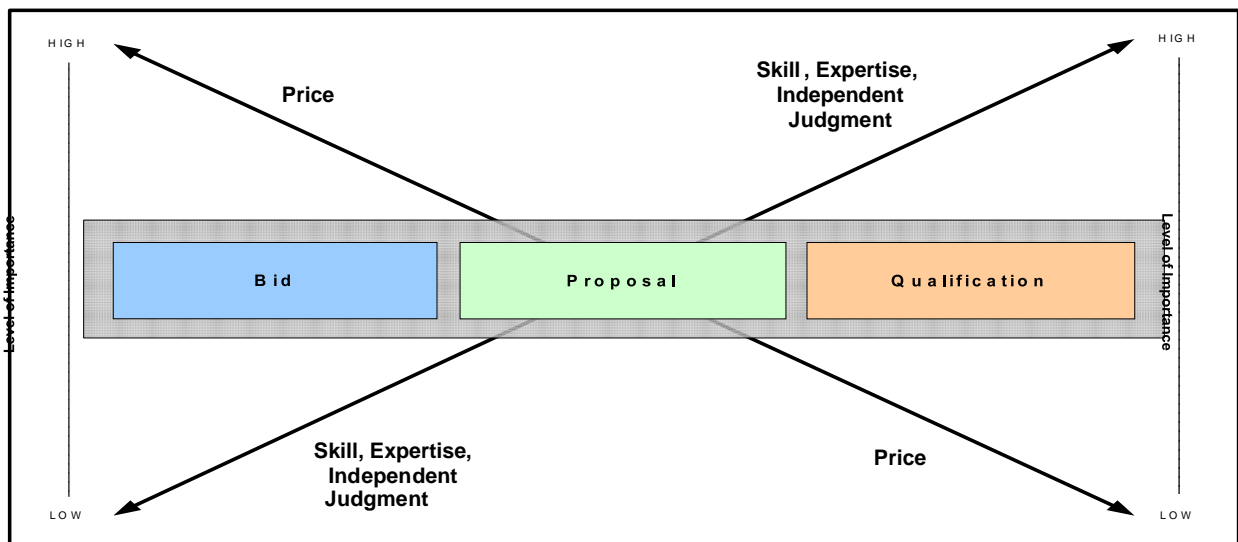 HIGH
HIGH
Price
Skill, Expertise,
Independent
Judgment
Level of Importance
Level of Importance
Bid
Proposal
Qualification
Skill, Expertise,
Independent
Judgment
Price
LOW
LOW